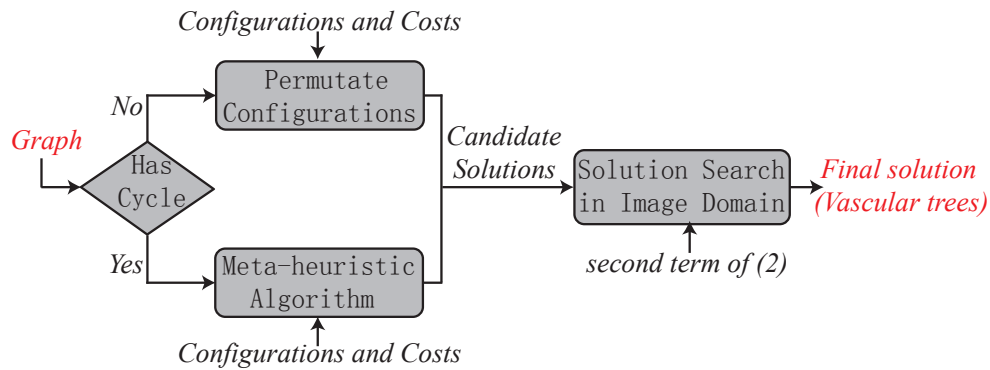 Configurations and Costs
Permutate
Configurations
No
Graph
Has
Cycle
Yes
Meta-heuristic
Algorithm
Configurations and Costs
Candidate
Solutions
Solution Search
in Image Domain
second term of (2)
Final solution
(Vascular trees)